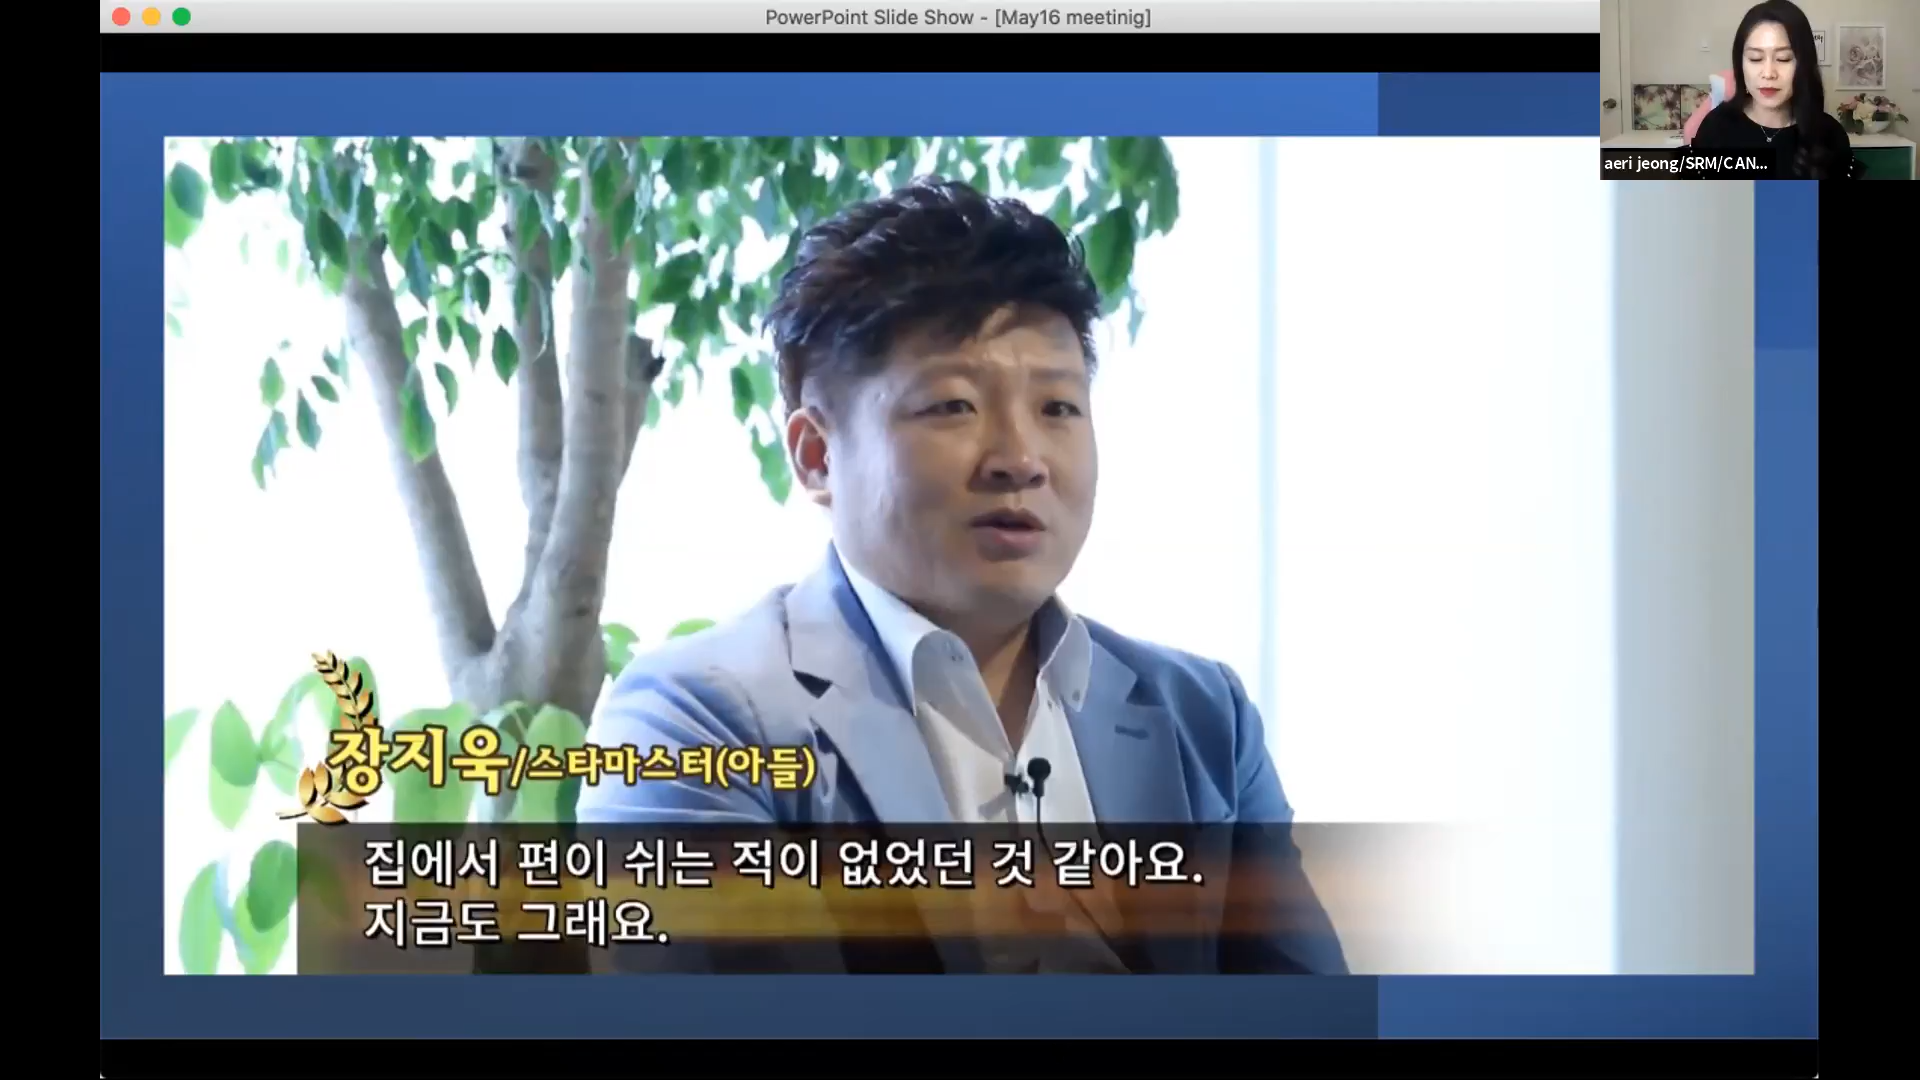 PowerPoint Slide Show - [May16 meetinig]
aeri jeong/SRM/CAN...
장지욱/스타마스터(아들)
집에서 편이 쉬는 적이 없었던 것 같아요.
지금도 그래요.